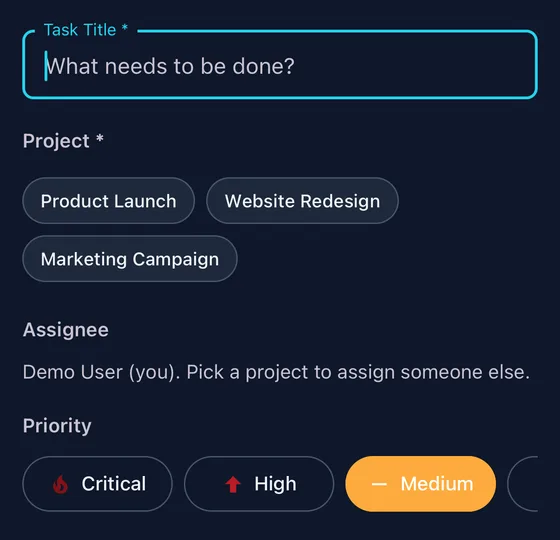 Task Title *
What needs to be done?
Project *
Product Launch Website Redesign
Marketing Campaign
Assignee
Demo User (you). Pick a project to assign someone else.
Priority
Critical High Medium